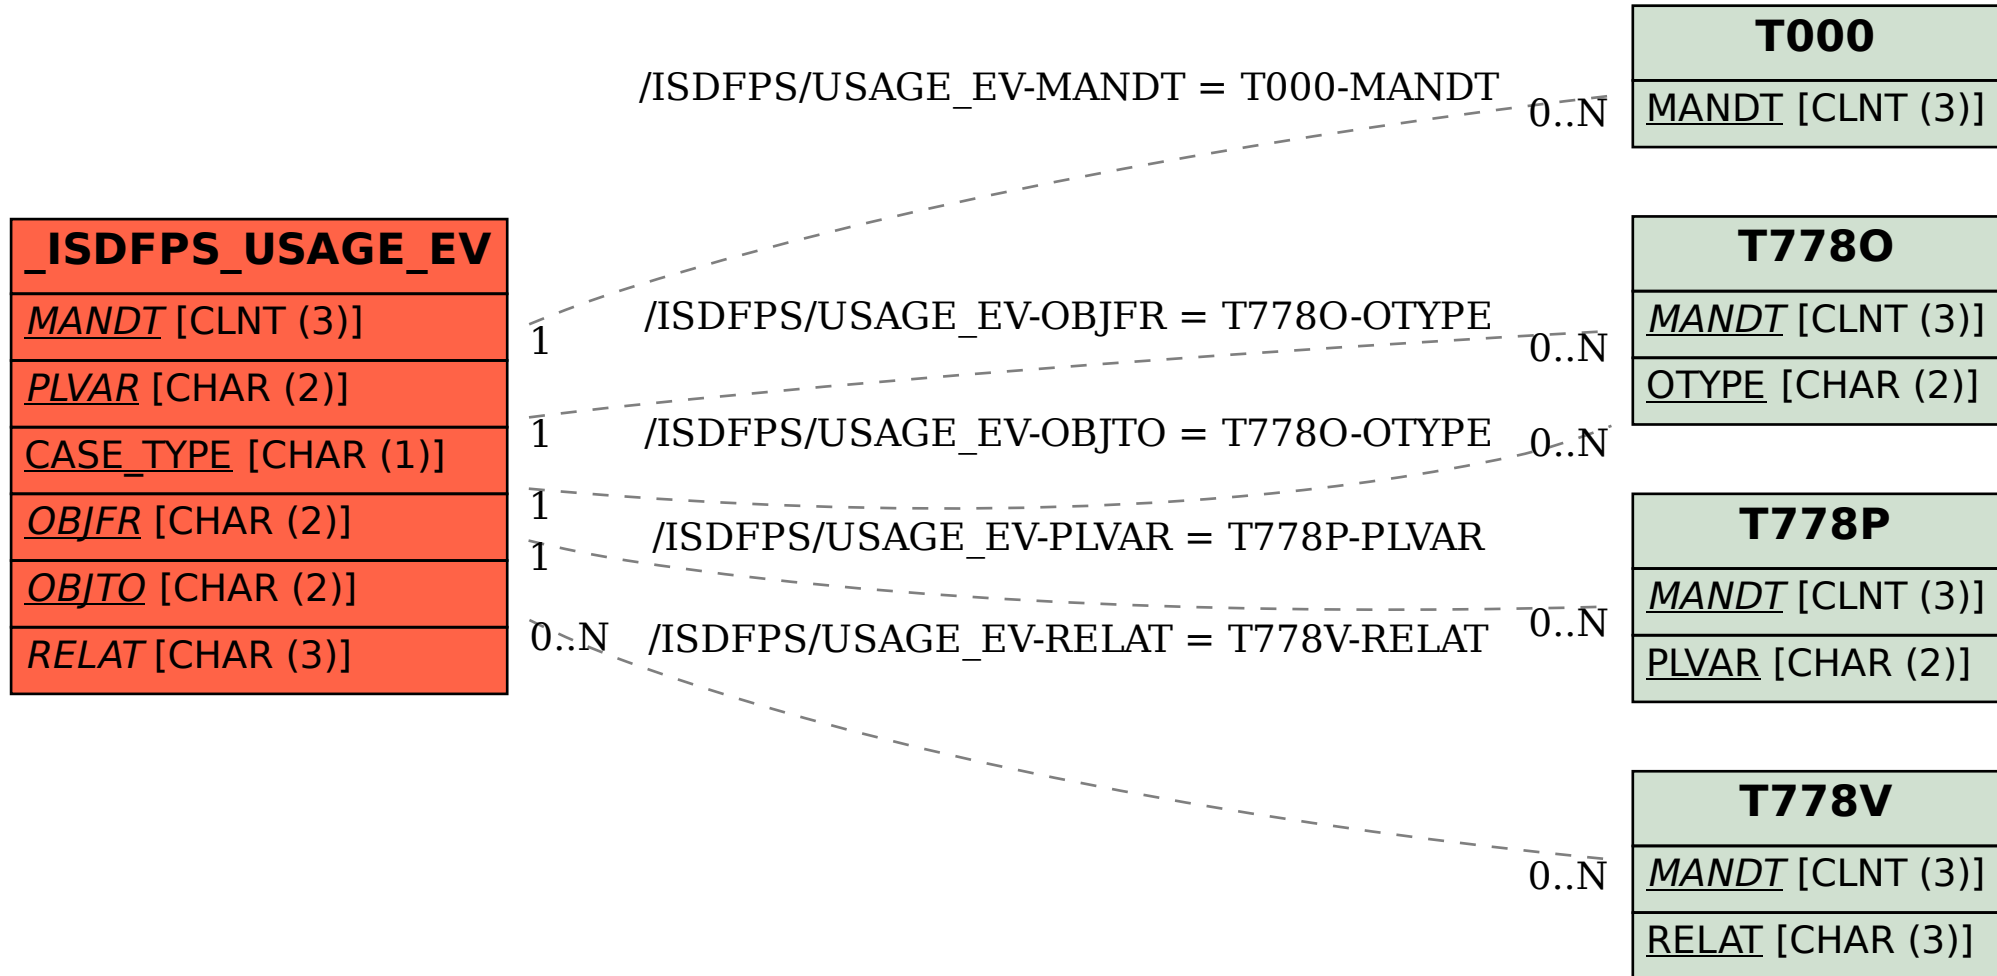 _ISDFPS_USAGE_EV
MANDT [CLNT (3)]
PLVAR [CHAR (2)]
CASE_TYPE [CHAR (1)]
OBJFR [CHAR (2)]
OBJTO [CHAR (2)]
RELAT [CHAR (3)]
/ISDFPS/USAGE_EV-MANDT = T000-MANDT
1
0..N
/ISDFPS/USAGE_EV-OBJFR = T778O-OTYPE
1
0..N
/ISDFPS/USAGE_EV-OBJTO = T778O-OTYPE
1
0..N
/ISDFPS/USAGE_EV-PLVAR = T778P-PLVAR
1
0..N
/ISDFPS/USAGE_EV-RELAT = T778V-RELAT
0..N
0..N
T000
MANDT [CLNT (3)]
T778O
MANDT [CLNT (3)]
OTYPE [CHAR (2)]
T778P
MANDT [CLNT (3)]
PLVAR [CHAR (2)]
T778V
MANDT [CLNT (3)]
RELAT [CHAR (3)]